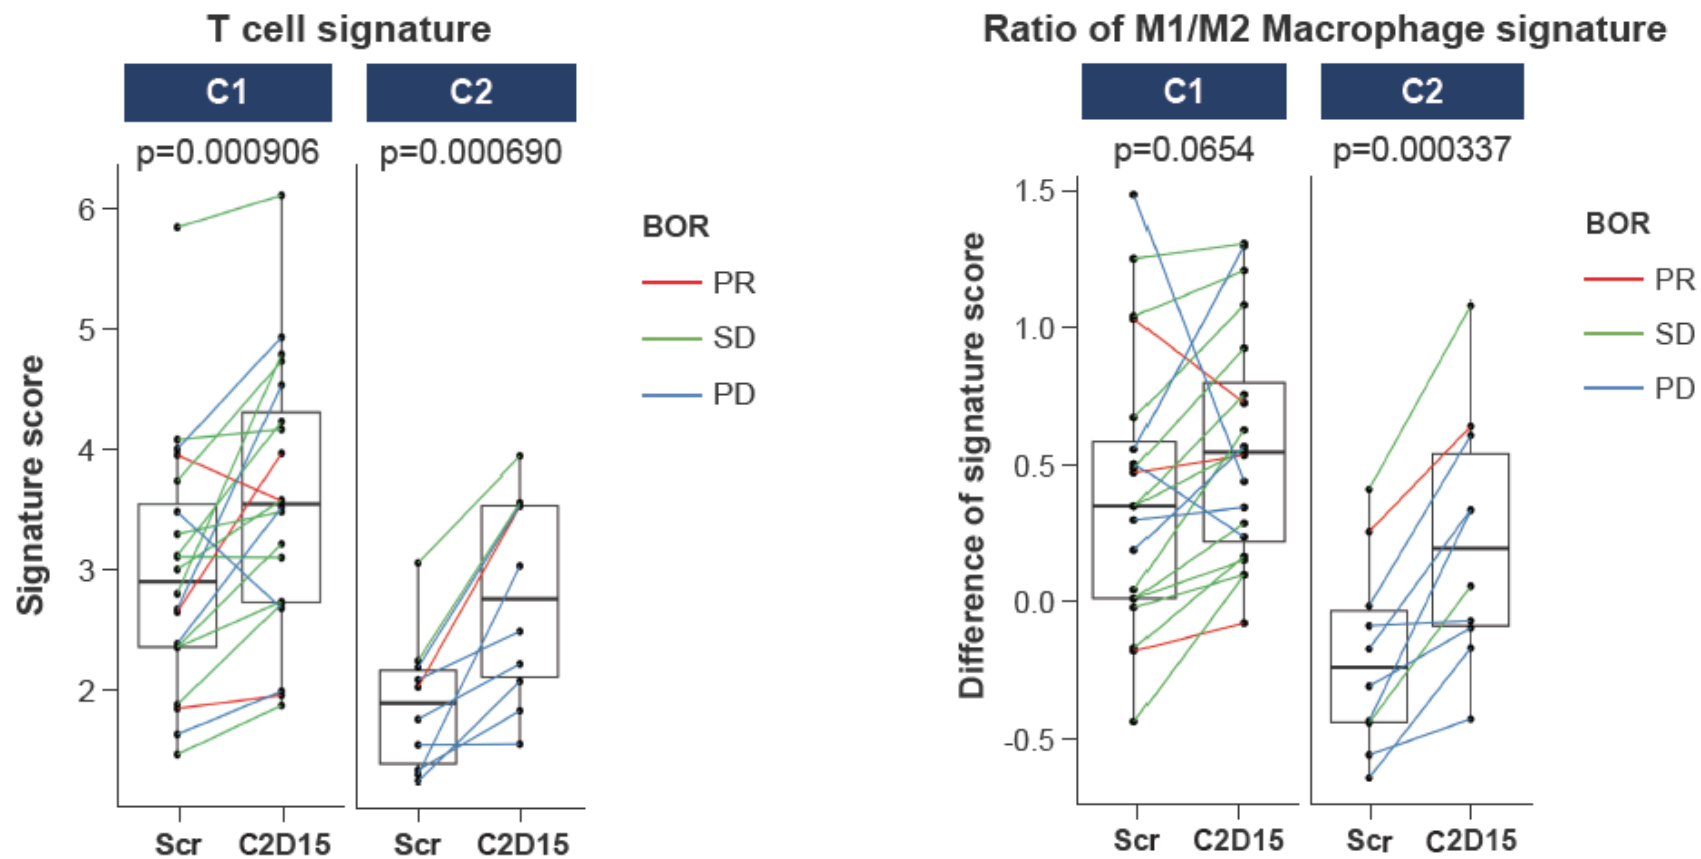 T cell signature
C1
C2
p=0.000906
p=0.000690
Signature score
6
5
4
3
2
Scr
C2D15
Scr
C2D15
BOR
PR
SD
PD
Ratio of M1/M2 Macrophage signature
C1
C2
p=0.0654
p=0.000337
Difference of signature score
1.5
1.0
0.5
0.0
-0.5
Scr
C2D15
Scr
C2D15
BOR
PR
SD
PD